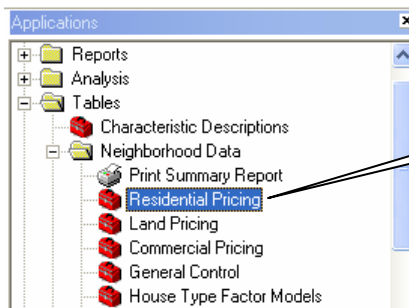 Applications
Reports
Analysis
Tables
Characteristic Descriptions
Neighborhood Data
Print Summary Report
Residential Pricing
Land Pricing
Commercial Pricing
General Control
House Type Factor Models